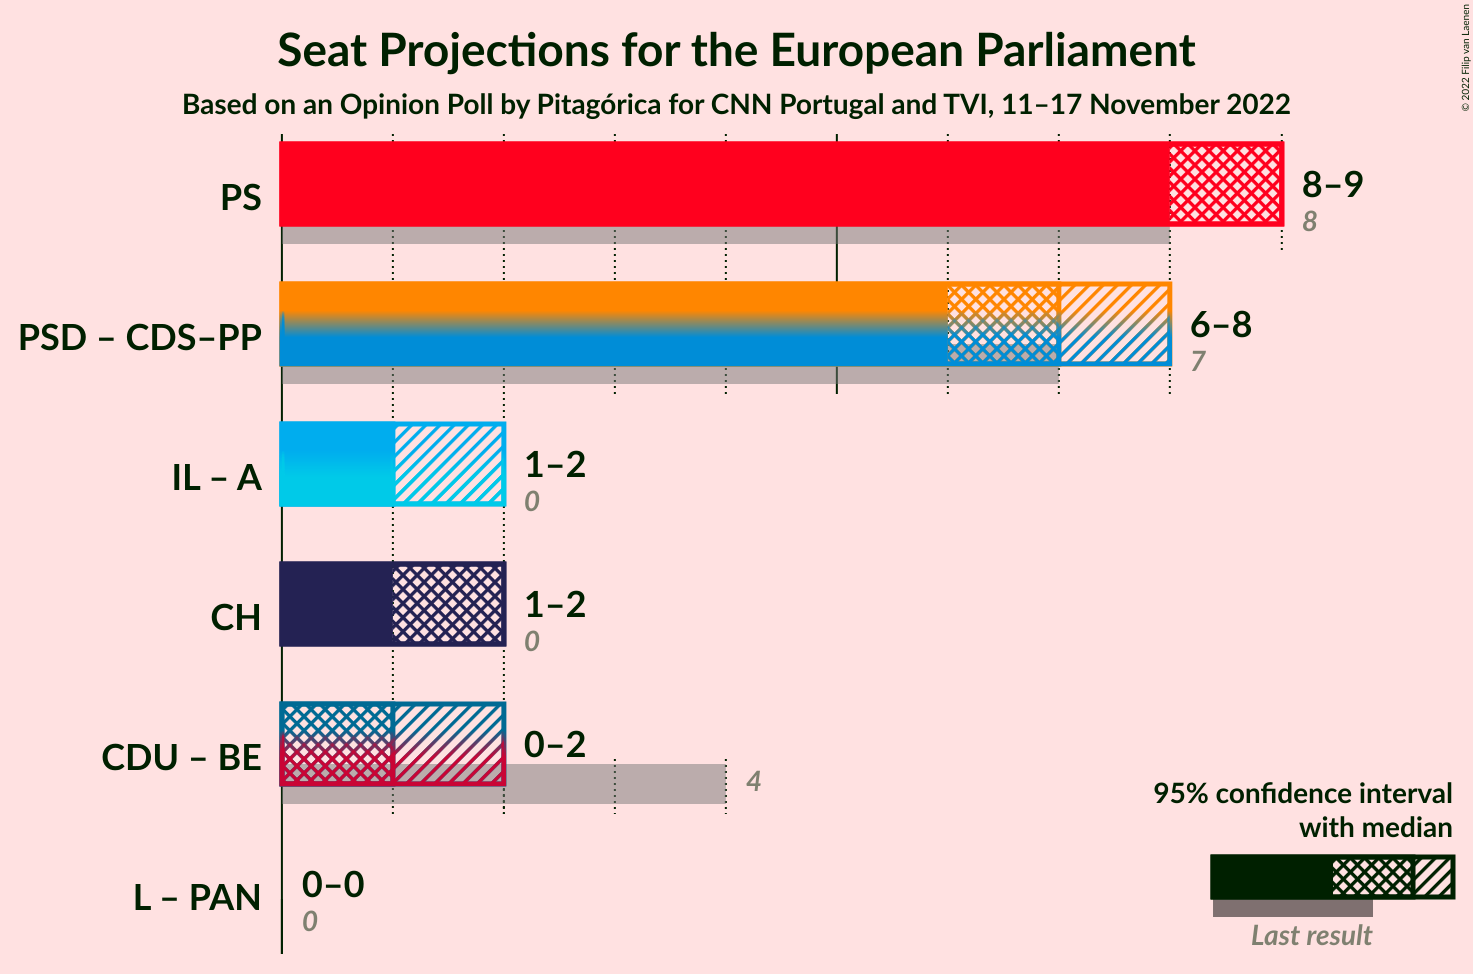 Seat Projections for the European Parliament
Based on an Opinion Poll by Pitagórica for CNN Portugal and TVI, 11–17 November 2022
© 2022 Filip van Laenen
PS
8–9
8
PSD – CDS–PP
6–8
7
IL – A
1–2
0
CH
1–2
0
CDU – BE
0–2
4
L – PAN
0–0
0
95% confidence interval
with median
Last result